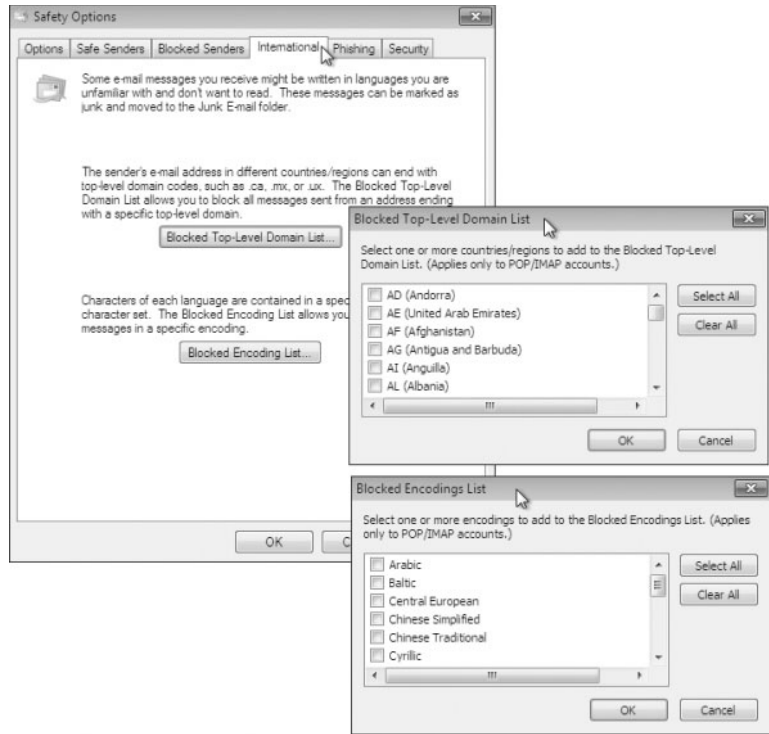 Safety Options
Options Safe Senders Blocked Senders International Phishing Security
Some e-mail messages you receive might be written in languages you are
unfamiliar with and don't want to read. These messages can be marked as
junk and moved to the Junk E-mail folder.
The sender's e-mail address in different countries/regions can end with
top-level domain codes, such as .ca, .mx, or .ux. The Blocked Top-Level
Domain List allows you to block all messages sent from an address ending
with a specific top-level domain.
Blocked Top-Level Domain List...
Characters of each language are contained in a spec
character set. The Blocked Encoding List allows you
messages in a specific encoding.
Blocked Encoding List...
OK C
Blocked Top-Level Domain List
Select one or more countries/regions to add to the Blocked Top-Level
Domain List. (Applies only to POP/IMAP accounts.)
AD (Andorra)
AE (United Arab Emirates)
AF (Afghanistan)
AG (Antigua and Barbuda)
AI (Anguilla)
AL (Albania)
Select All
Clear All
OK Cancel
Blocked Encodings List
Select one or more encodings to add to the Blocked Encodings List. (Applies
only to POP/IMAP accounts.)
Arabic
Baltic
Central European
Chinese Simplified
Chinese Traditional
Cyrillic
Select All
Clear All
OK Cancel